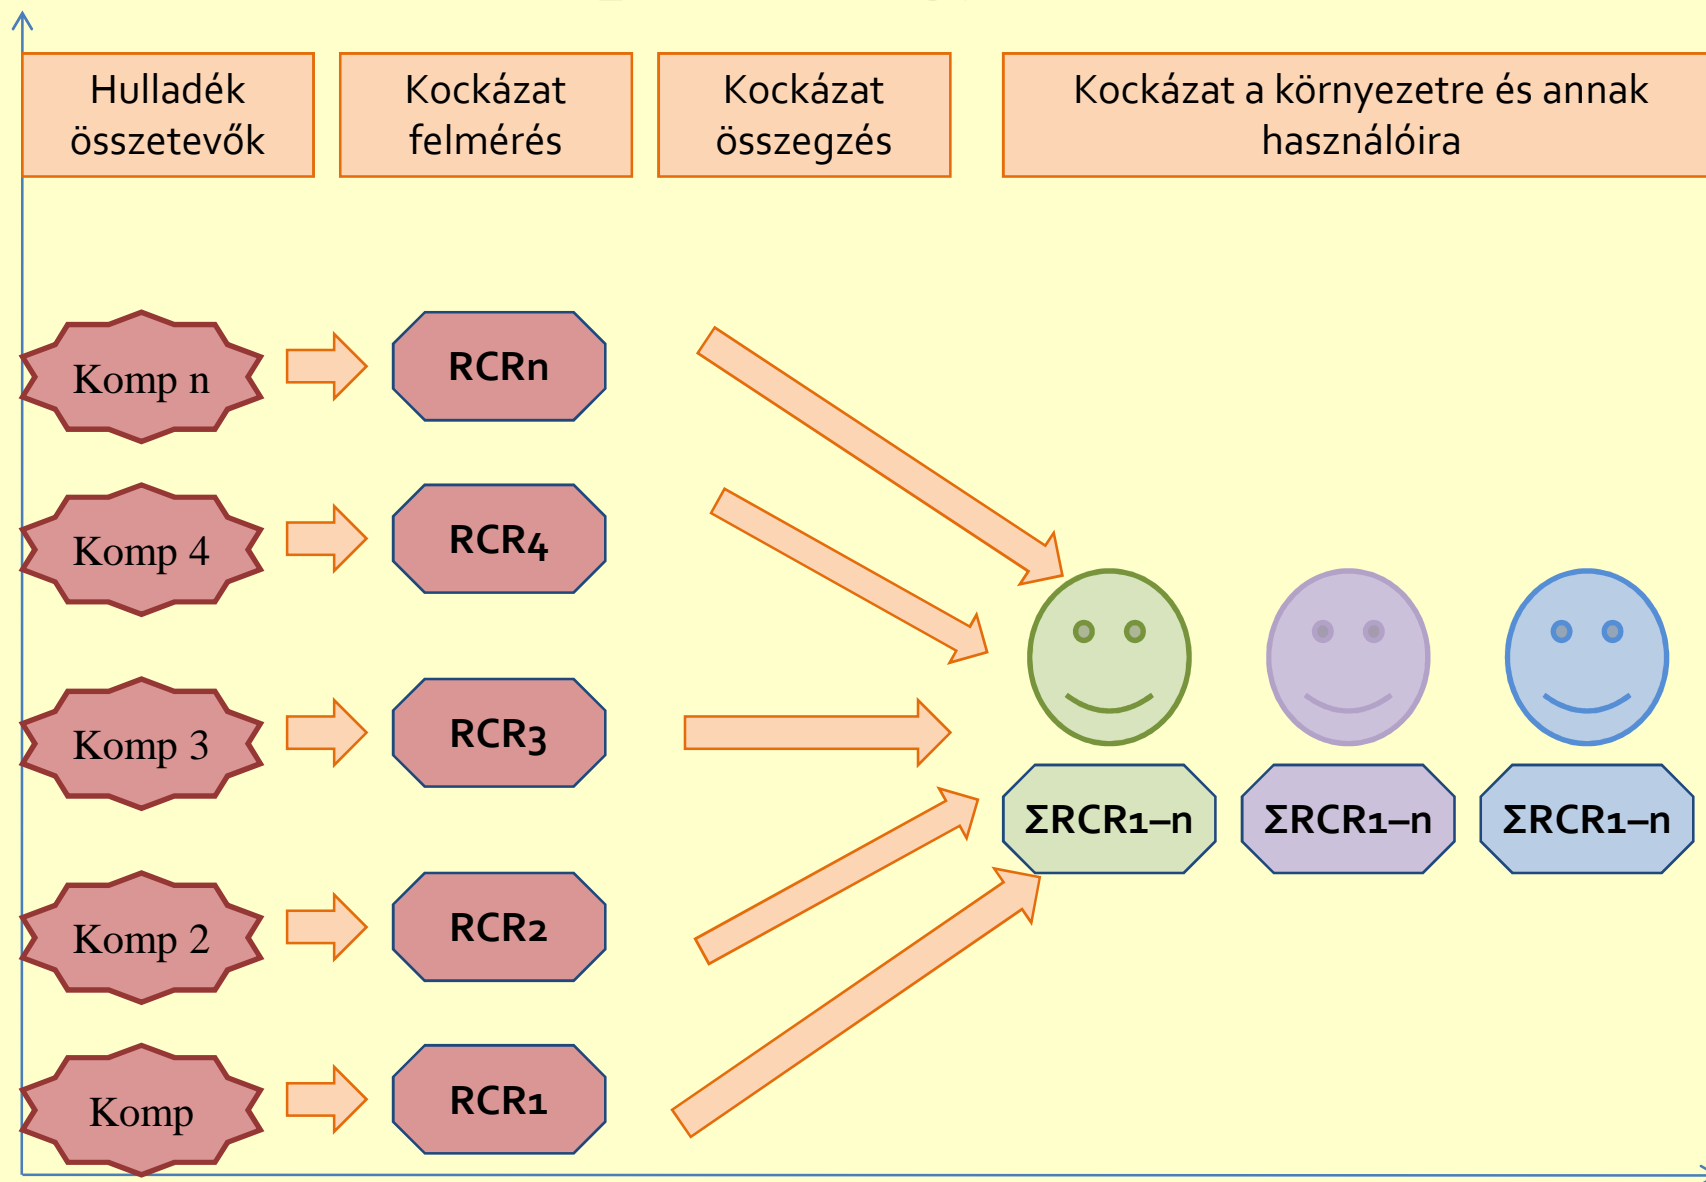 Hulladék
összetevők
Kockázat
felmérés
Kockázat
összegzés
Kockázat a környezetre és annak
használóira
Komp n
RCRn
Komp 4
RCR4
Komp 3
RCR3
ΣRCR1–n
ΣRCR1–n
ΣRCR1–n
Komp 2
RCR2
Komp
RCR1